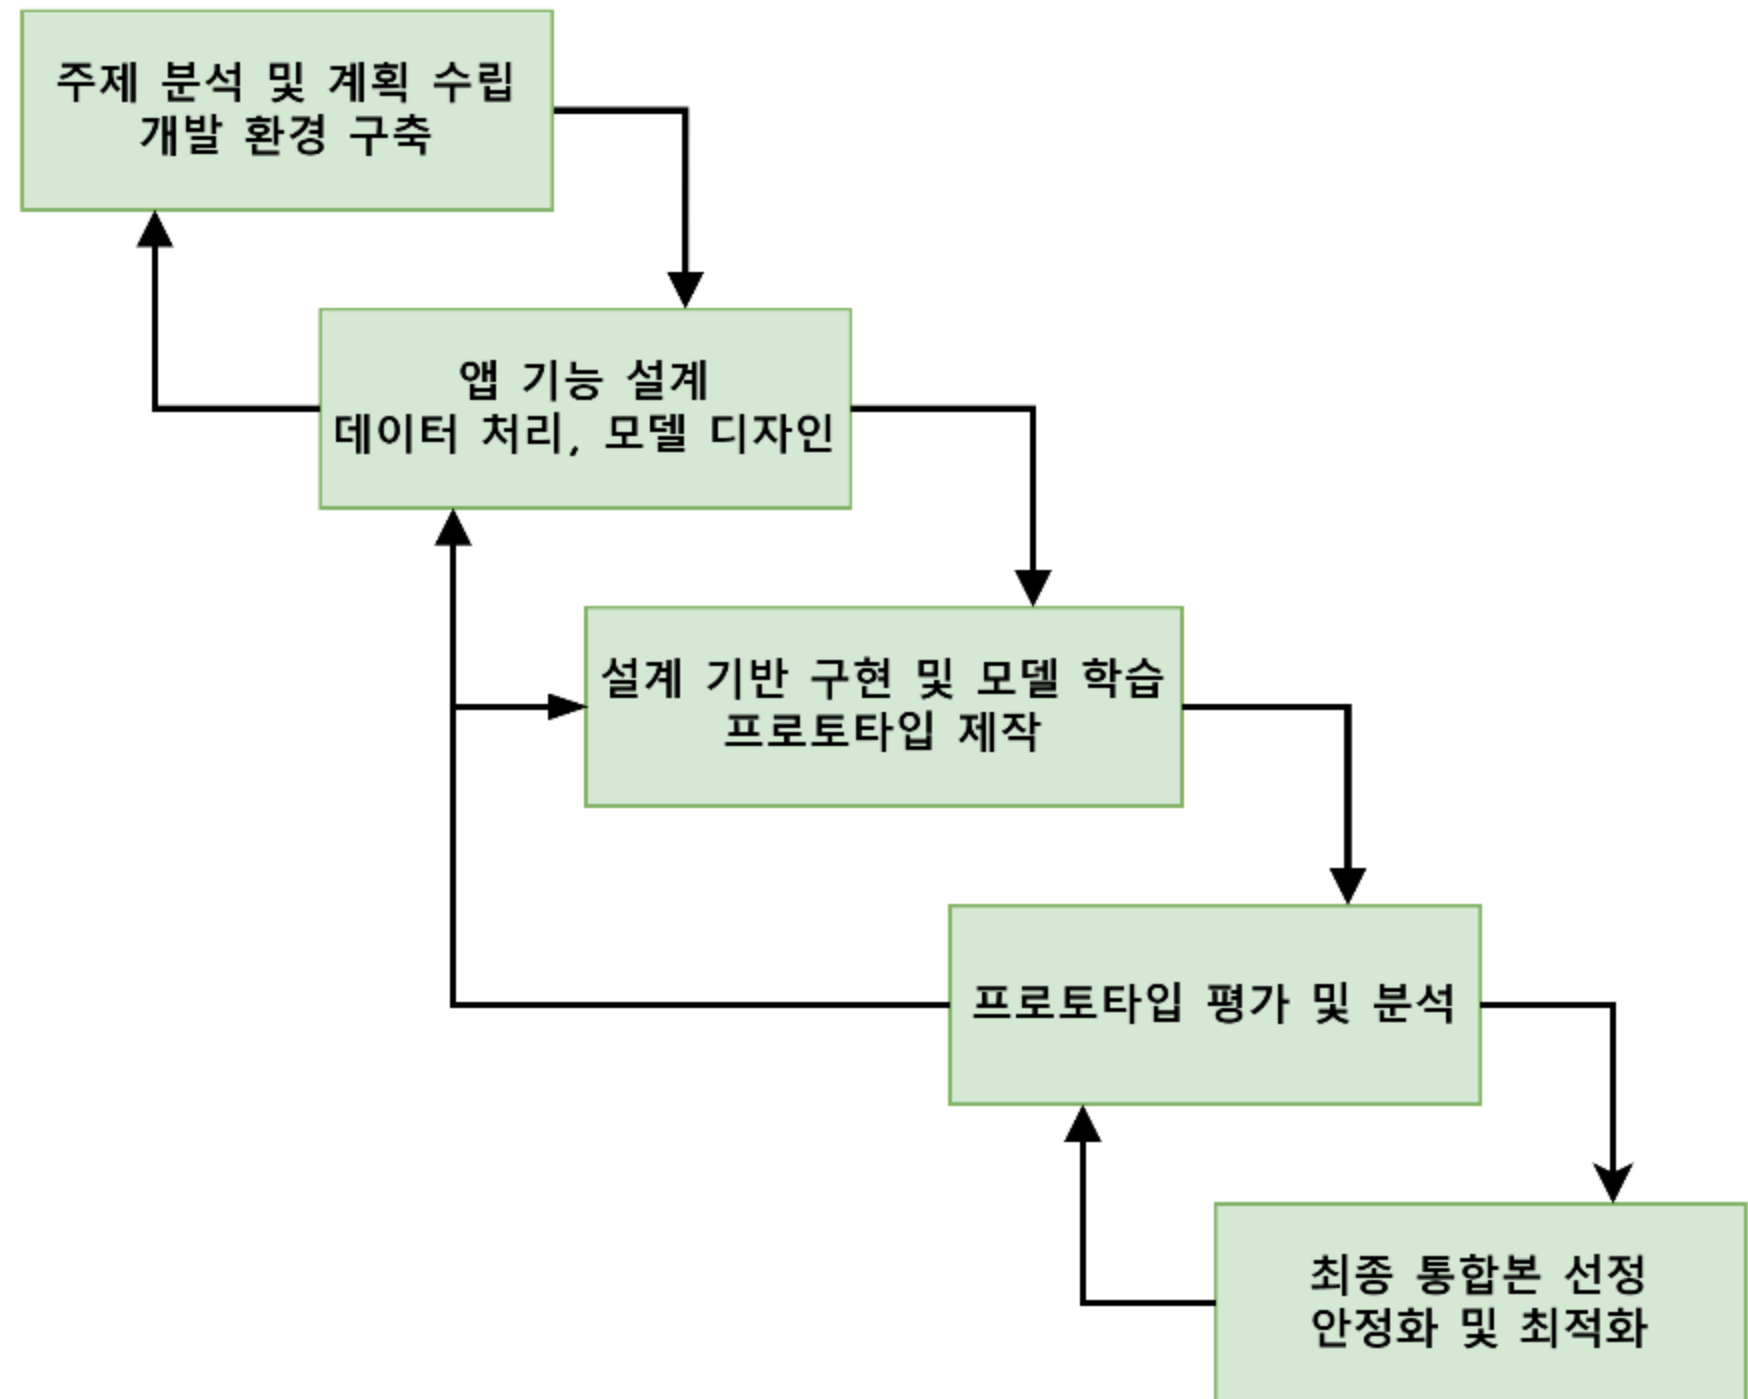 주제 분석 및 계획 수립
개발 환경 구축
앱 기능 설계
데이터 처리, 모델 디자인
설계 기반 구현 및 모델 학습
프로토타입 제작
프로토타입 평가 및 분석
최종 통합본 선정
안정화 및 최적화